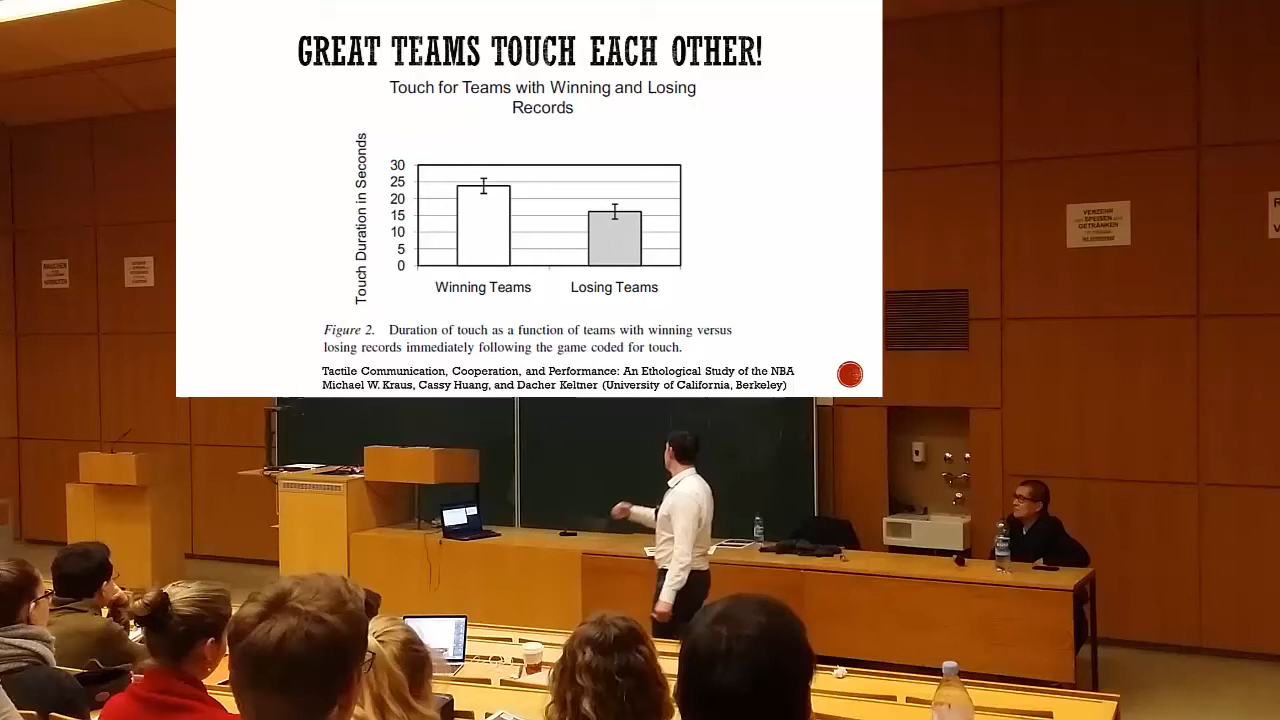 GREAT TEAMS TOUCH EACH OTHER!
Touch for Teams with Winning and Losing
Records
Touch Duration in Seconds
30
25
20
15
10
5
0
Winning Teams
Losing Teams
Figure 2. Duration of touch as a function of teams with winning versus
losing records immediately following the game coded for touch.
Tactile Communication, Cooperation, and Performance: An Ethological Study of the NBA
Michael W. Kraus, Cassy Huang, and Dacher Keltner (University of California, Berkeley)
VERZEHR
SPEISEN
GETRÄNKEN